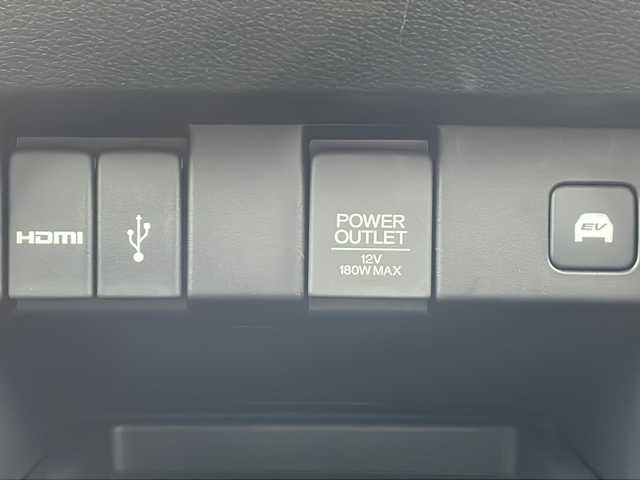 HDMI
POWER
OUTLET
12V
180W MAX
EV